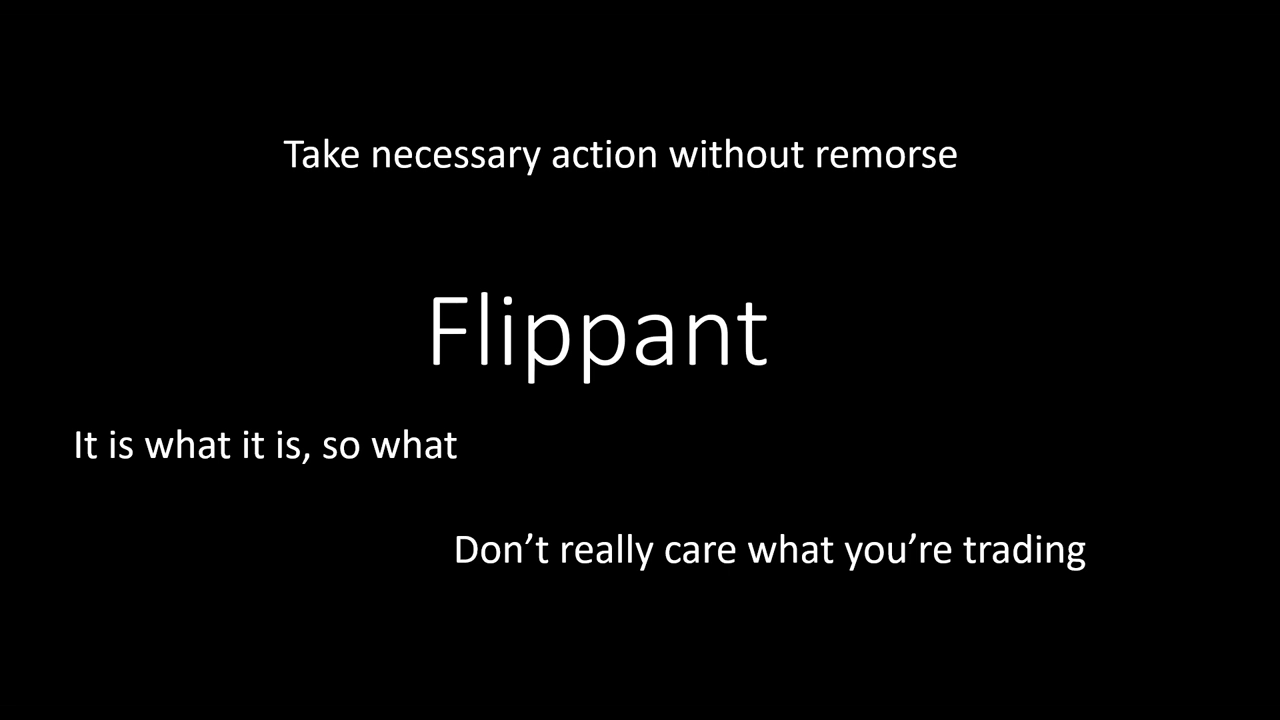 Take necessary action without remorse
Flippant
It is what it is, so what
Don’t really care what you’re trading